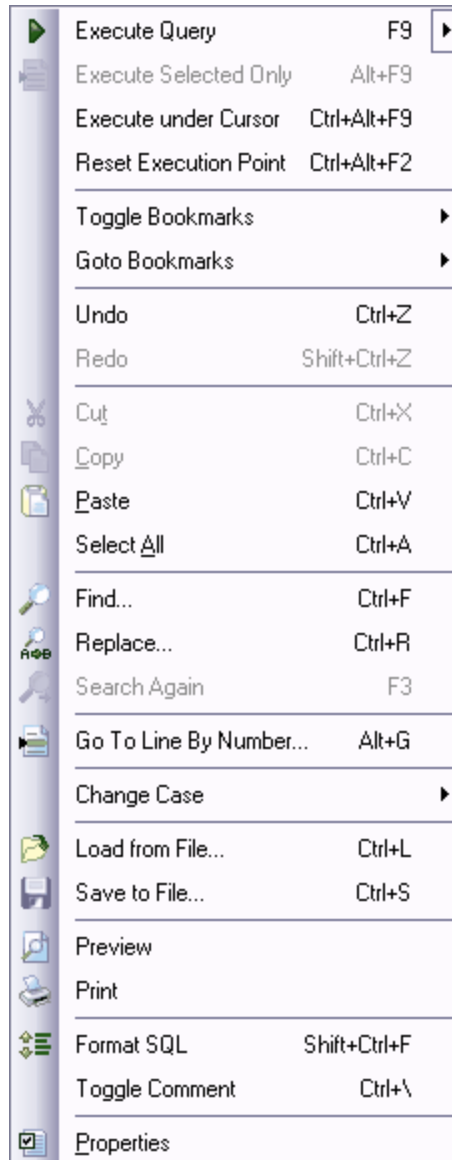 Execute Query F9
Execute Selected Only Alt+F9
Execute under Cursor Ctrl+Alt+F9
Reset Execution Point Ctrl+Alt+F2
Toggle Bookmarks
Goto Bookmarks
Undo Ctrl+Z
Redo Shift+Ctrl+Z
Cut Ctrl+X
Copy Ctrl+C
Paste Ctrl+V
Select All Ctrl+A
Find... Ctrl+F
Replace... Ctrl+R
A B
Search Again F3
Go To Line By Number... Alt+G
Change Case
Load from File... Ctrl+L
Save to File... Ctrl+S
Preview
Print
Format SQL Shift+Ctrl+F
Toggle Comment Ctrl+\
Properties